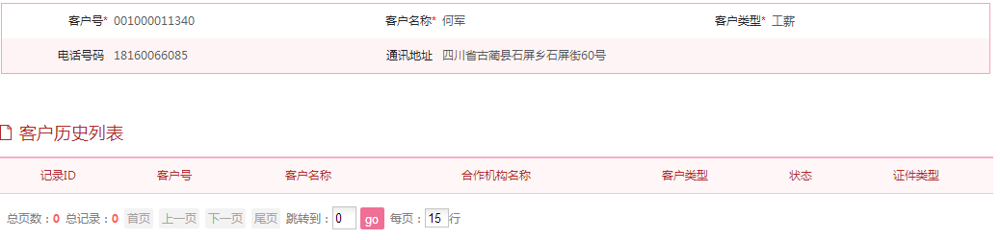 客户号* 001000011340 客户名称* 何军 客户类型* 工薪
电话号码 18160066085 通讯地址 四川省古蔺县石屏乡石屏街60号
客户历史列表
记录ID 客户号 客户名称 合作机构名称 客户类型 状态 证件类型
总页数：0 总记录：0 首页 上一页 下一页 尾页 跳转到：0 go 每页：15行